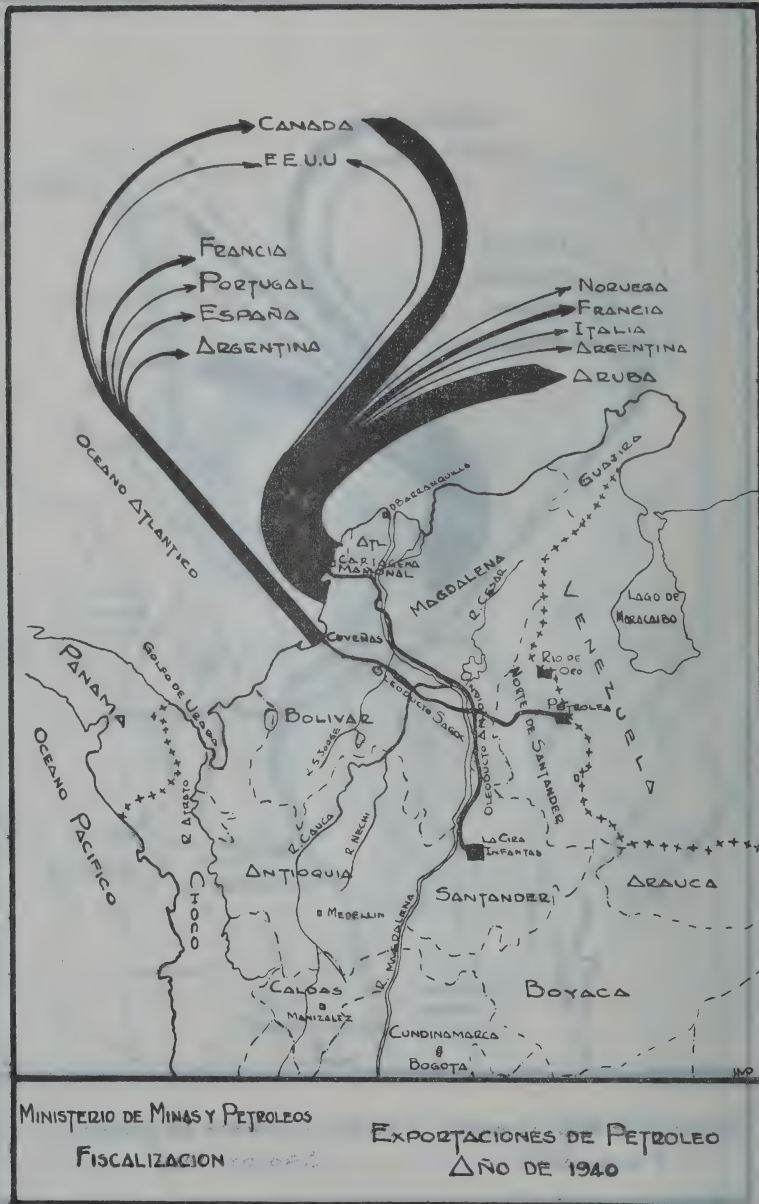 CANADA
E E.U.U
FRANCIA
PORTUGAL
ESPAÑA
ARGENTINA
NORUEGA
FRANCIA
ITALIA
ARGENTINA
ARUBA
OCEANO ATLANTICO
GUAJIRA
BARRANQUILLA
ATL
CARTAGENA
MAMONAL
MAGDALENA
R. CESAR
LAGO DE
MARACAIBO
VENEZUELA
COVEÑAS
RIO DE
ORO
PETROLEA
PANAMA
GOLFO DE URABA
BOLIVAR
OLEODUCTO SAGOC
OLEODUCTO ANDIAN
NORTE DE SANTANDER
OCEANO PACIFICO
R. ATRATO
CHOCO
R. CAUCA
R. NECHI
LA CIRA
INFANTAS
ANTIOQUIA
SANTANDER
ARAUCA
MEDELLIN
R. MAGDALENA
CALDAS
MANIZALEZ
BOYACA
CUNDINAMARCA
BOGOTA
MINISTERIO DE MINAS Y PETROLEOS
FISCALIZACION
EXPORTACIONES DE PETROLEO
AÑO DE 1940